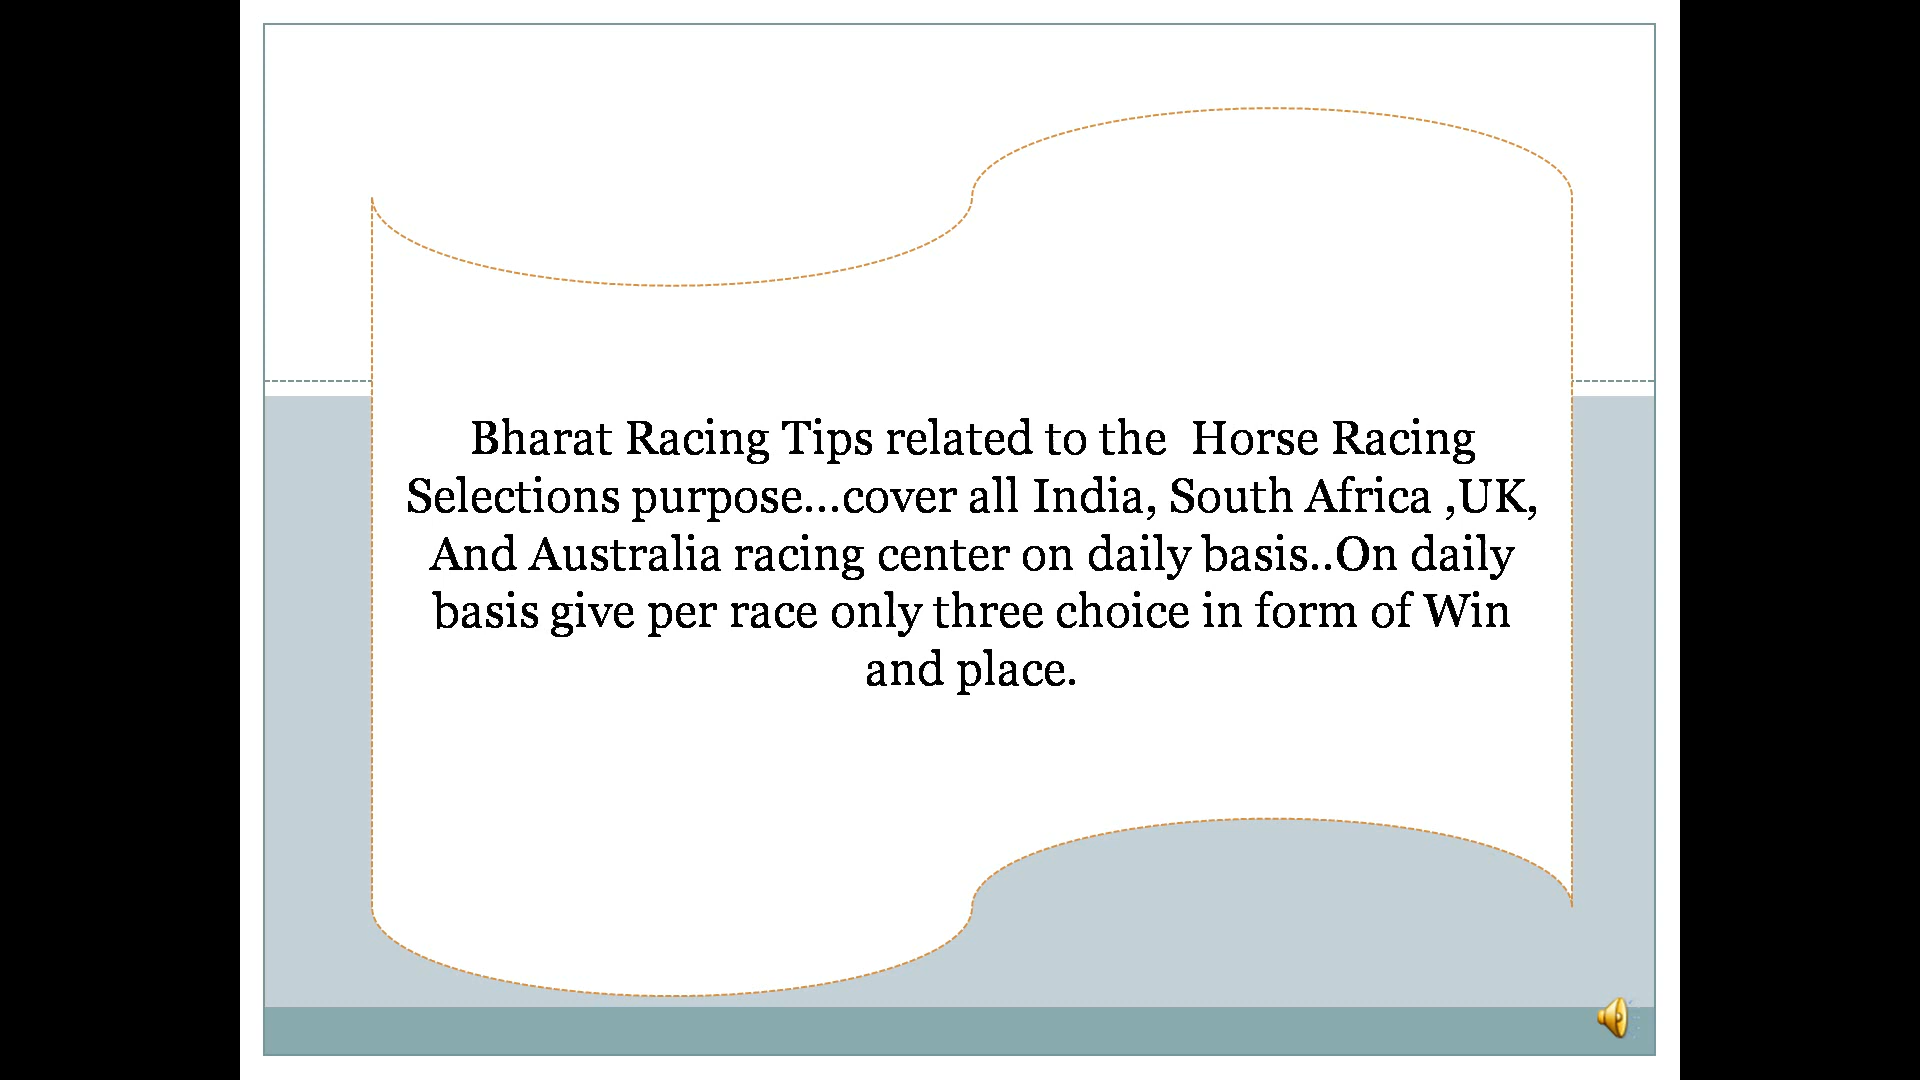 Bharat Racing Tips related to the  Horse Racing
Selections purpose...cover all India, South Africa ,UK,
And Australia racing center on daily basis..On daily
basis give per race only three choice in form of Win
and place.